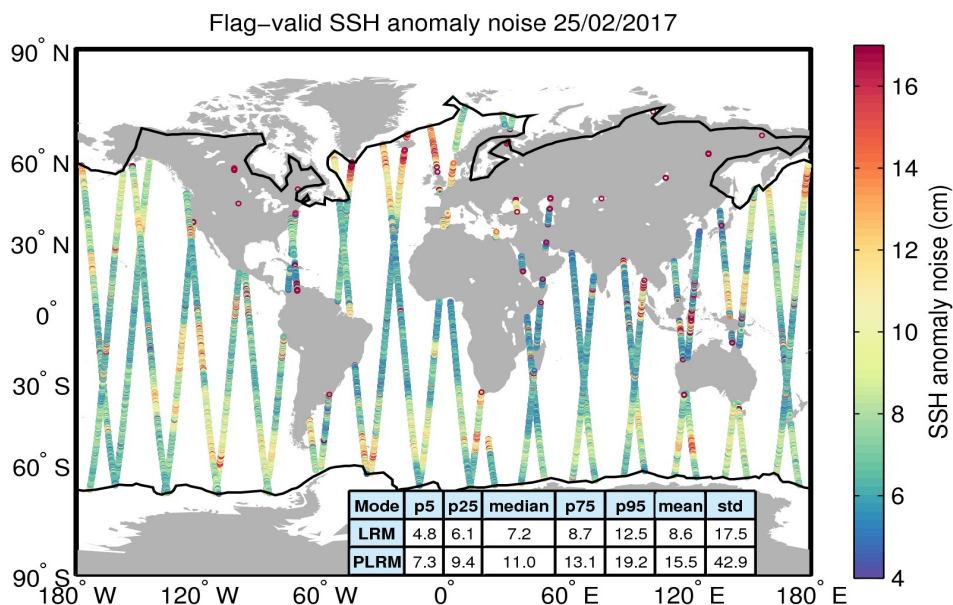 Flag−valid SSH anomaly noise 25/02/2017
90° N
60° N
30° N
0°
30° S
60° S
90° S
180° W
120° W
60° W
0°
60° E
120° E
180° E
16
14
12
10
8
6
4
SSH anomaly noise (cm)
Mode p5 p25 median p75 p95 mean std
LRM 4.8 6.1 7.2 8.7 12.5 8.6 17.5
PLRM 7.3 9.4 11.0 13.1 19.2 15.5 42.9